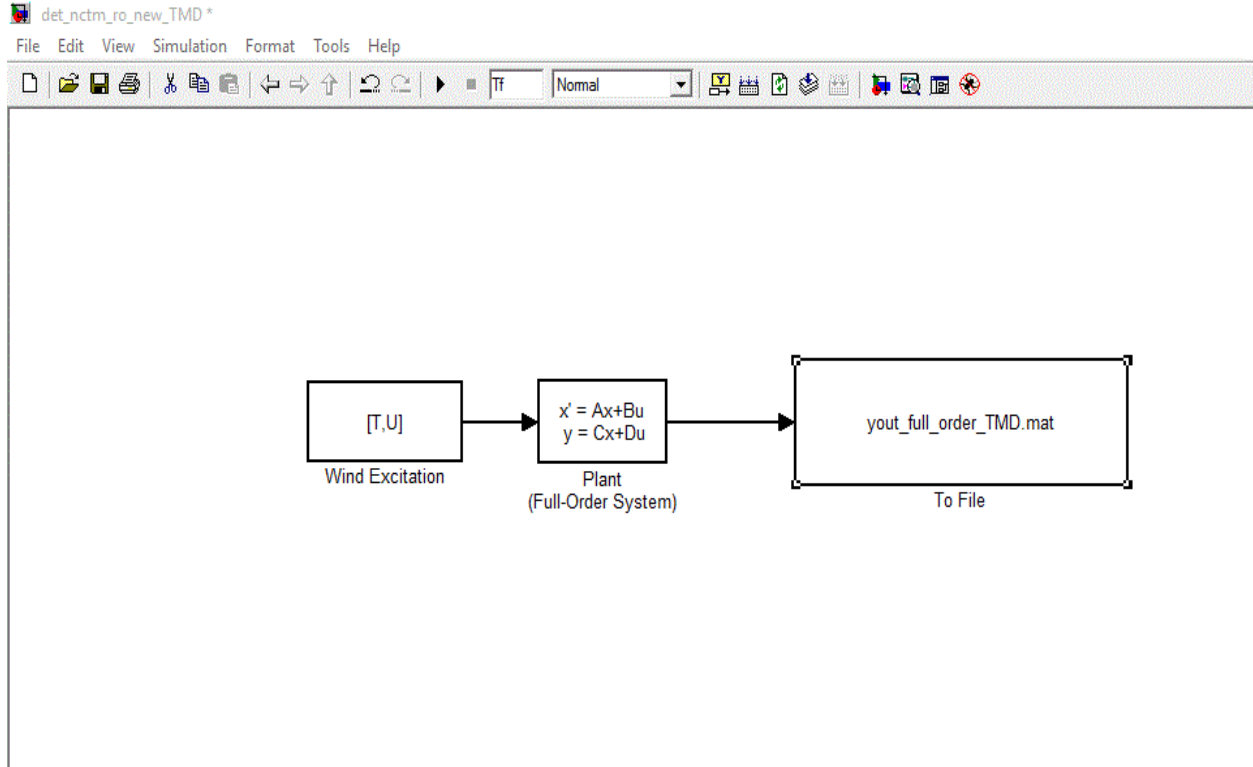 det_nctm_ro_new_TMD *
File Edit View Simulation Format Tools Help
Tf Normal
[T,U]
Wind Excitation
x' = Ax+Bu
y = Cx+Du
Plant
(Full-Order System)
yout_full_order_TMD.mat
To File